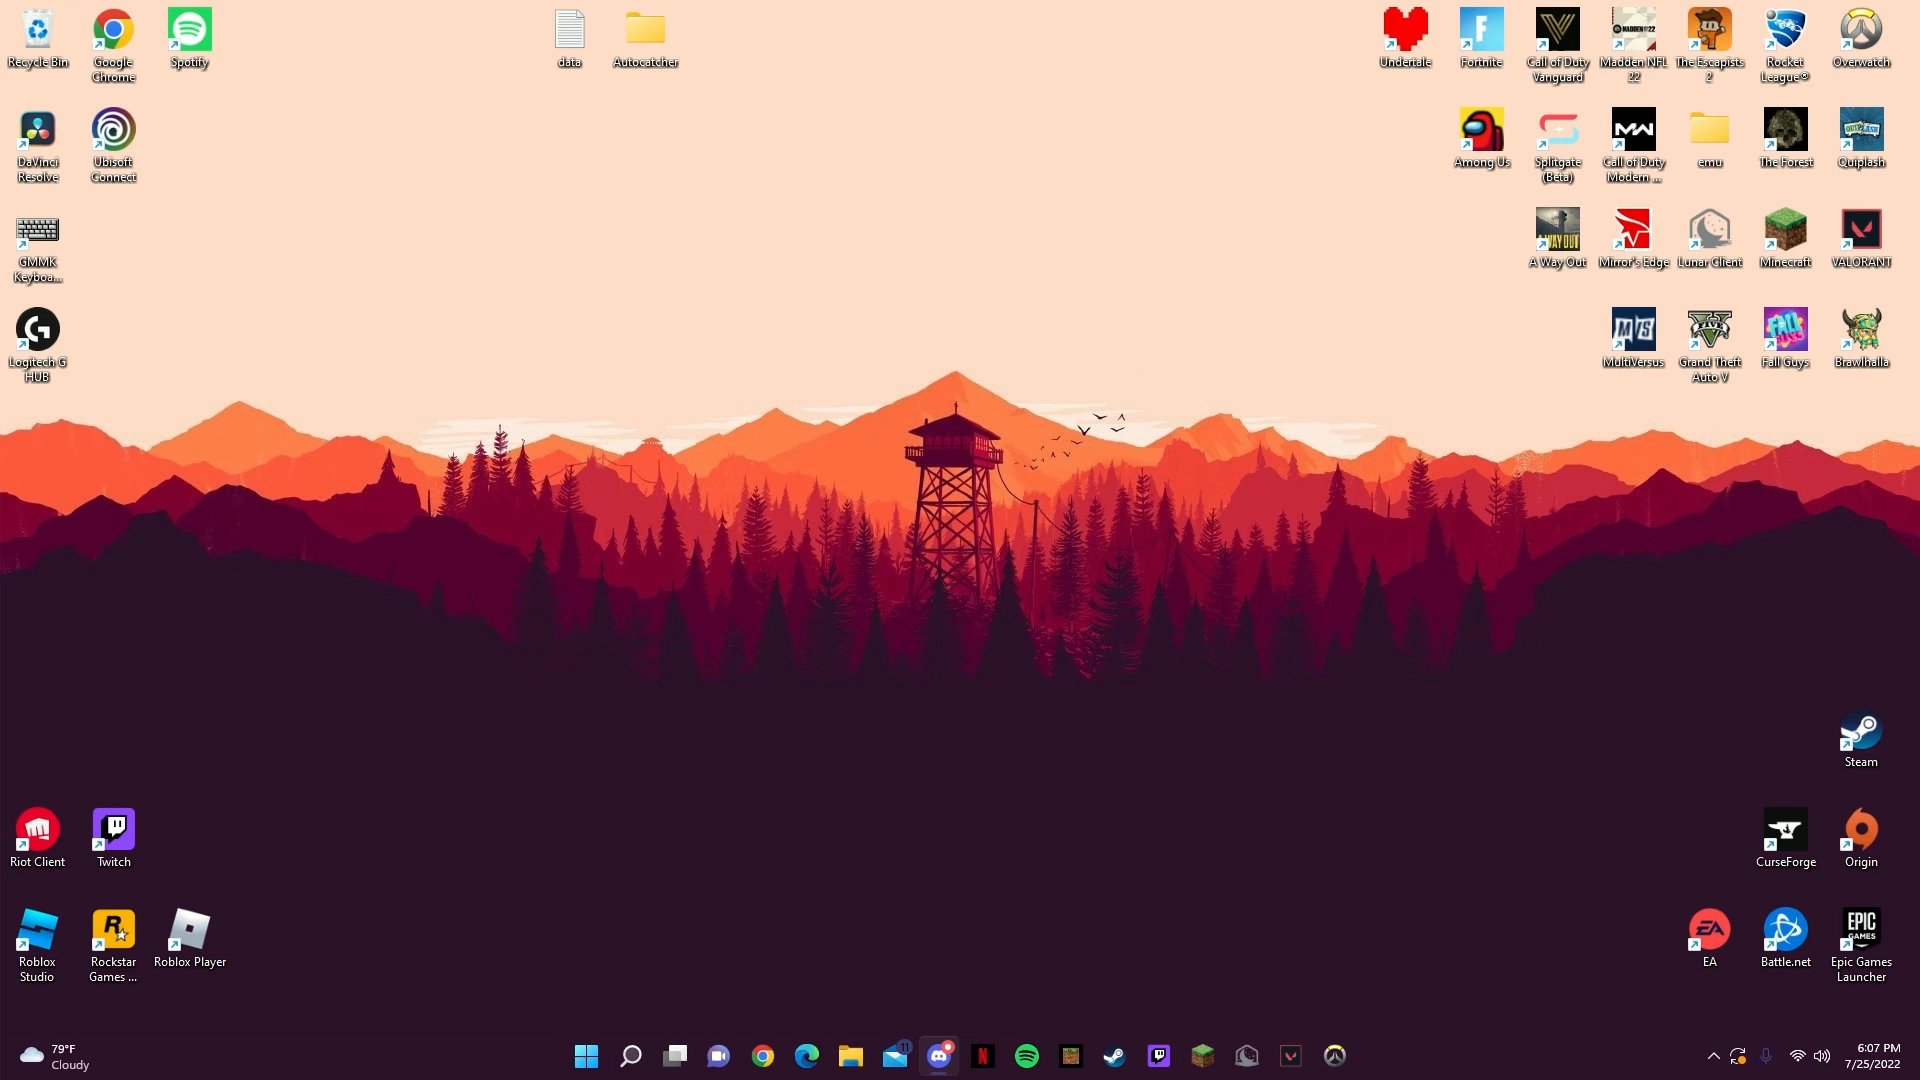 Recycle Bin
Google
Chrome
Spotify
data
Autocatcher
Undertale
Fortnite
Call of Duty
Vanguard
Madden NFL
22
The Escapists
2
Rocket
League®
Overwatch
DaVinci
Resolve
Ubisoft
Connect
Among Us
Splitgate
(Beta)
Call of Duty
Modern ...
emu
The Forest
Quiplash
GMMK
Keyboa...
A Way Out
Mirror's Edge
Lunar Client
Minecraft
VALORANT
Logitech G
HUB
MultiVersus
Grand Theft
Auto V
Fall Guys
Brawlhalla
Steam
Riot Client
Twitch
CurseForge
Origin
Roblox
Studio
Rockstar
Games ...
Roblox Player
EA
Battle.net
Epic Games
Launcher
79°F
Cloudy
11
6:07 PM
7/25/2022